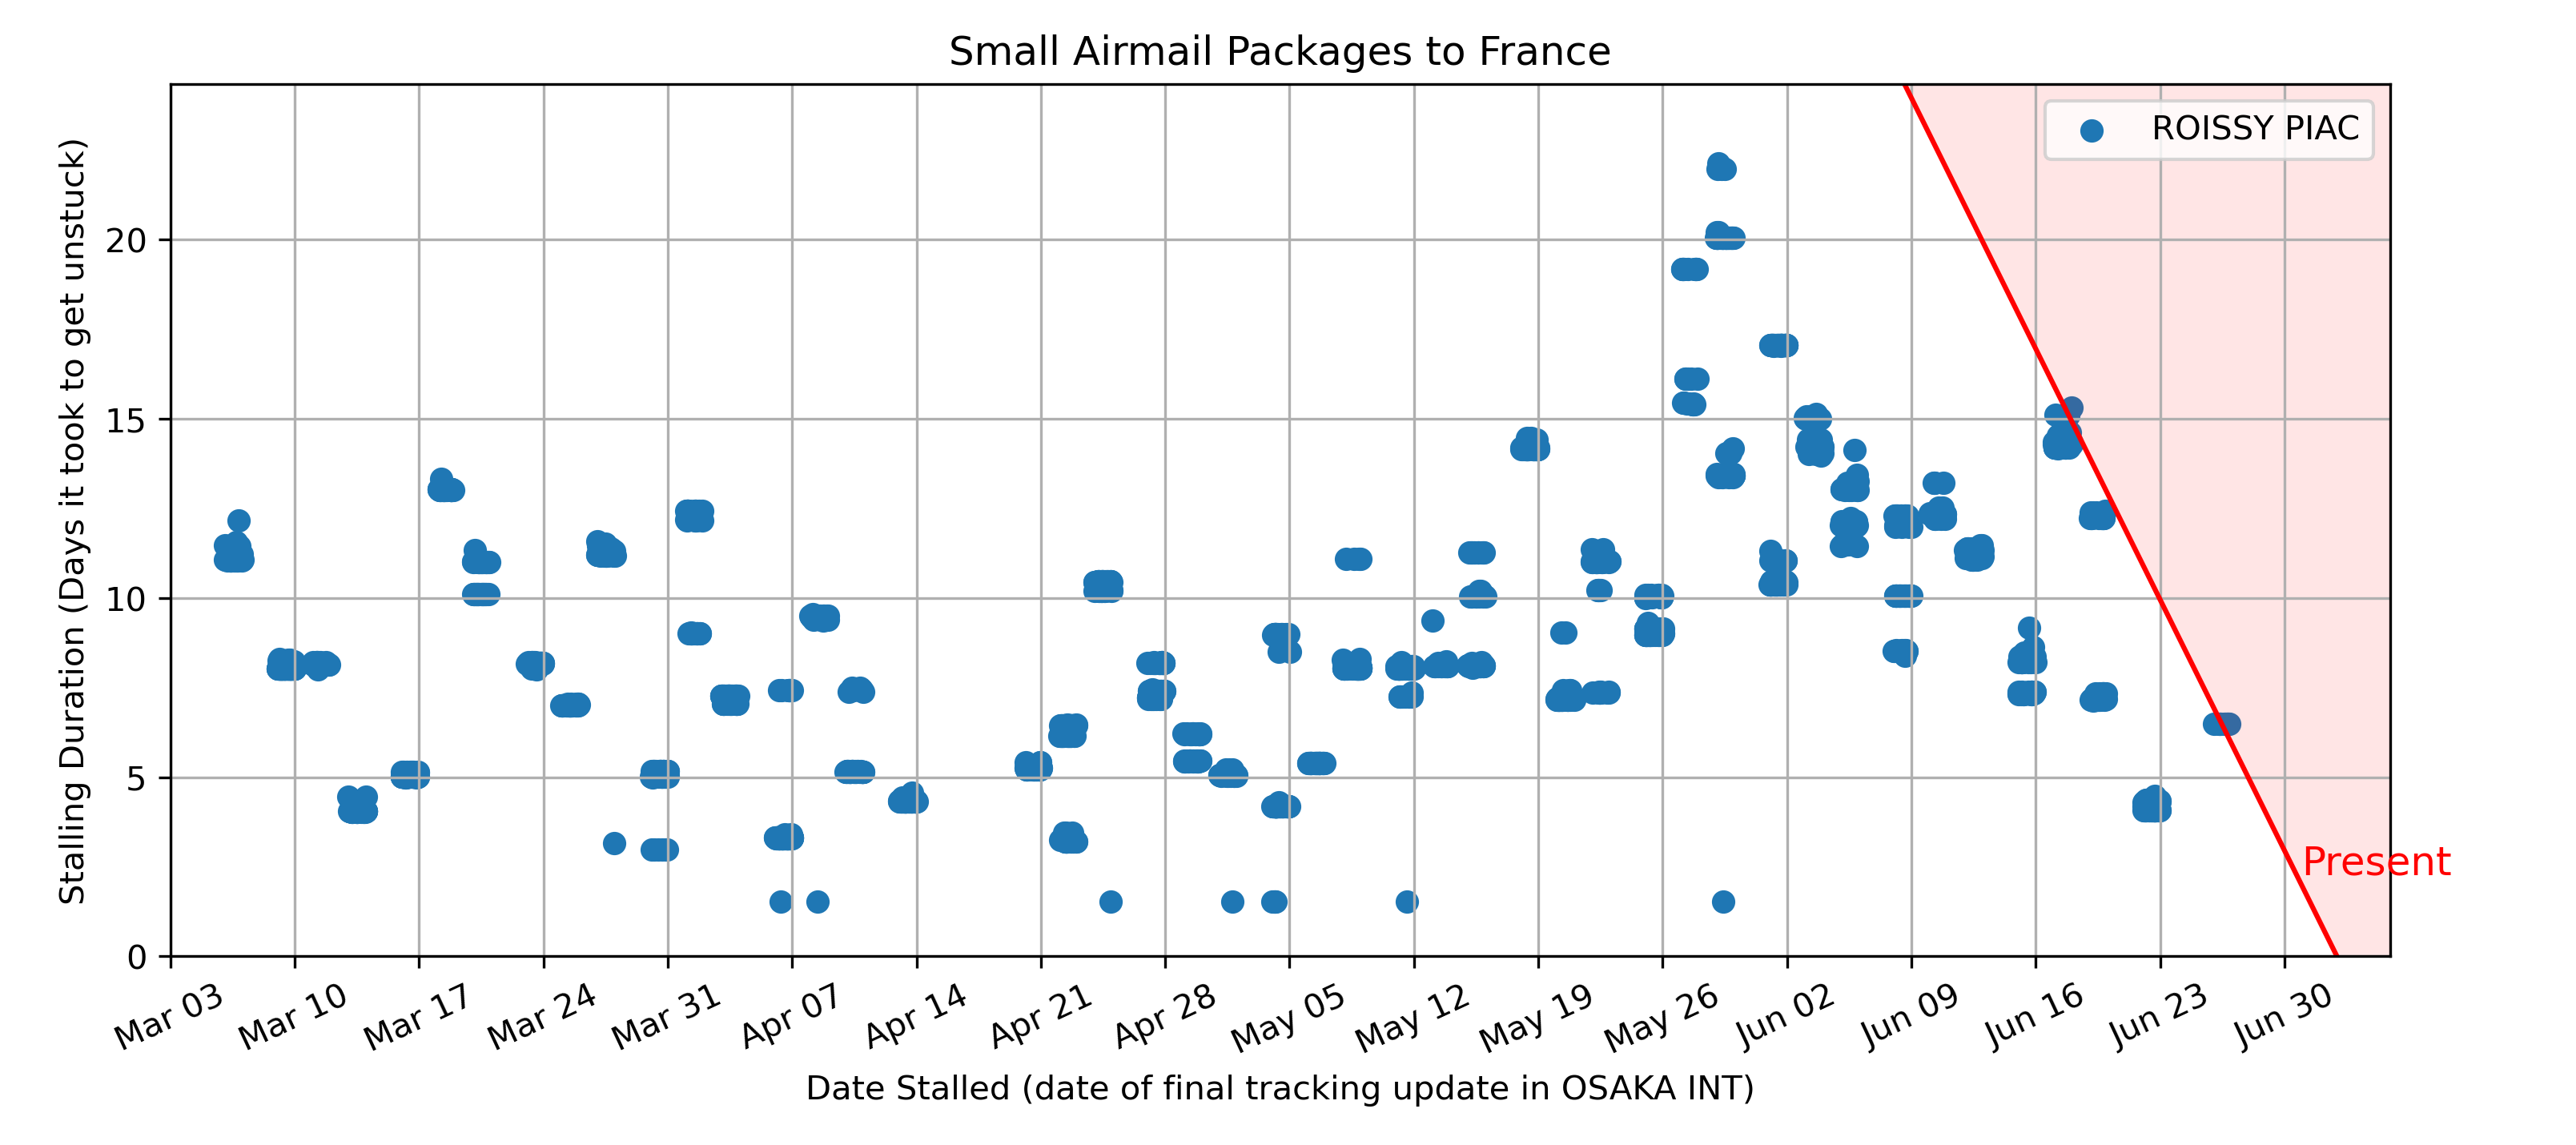 Small Airmail Packages to France
ROISSY PIAC
Stalling Duration (Days it took to get unstuck)
20
15
10
5
0
Present
Mar 03
Mar 10
Mar 17
Mar 24
Mar 31
Apr 07
Apr 14
Apr 21
Apr 28
May 05
May 12
May 19
May 26
Jun 02
Jun 09
Jun 16
Jun 23
Jun 30
Date Stalled (date of final tracking update in OSAKA INT)